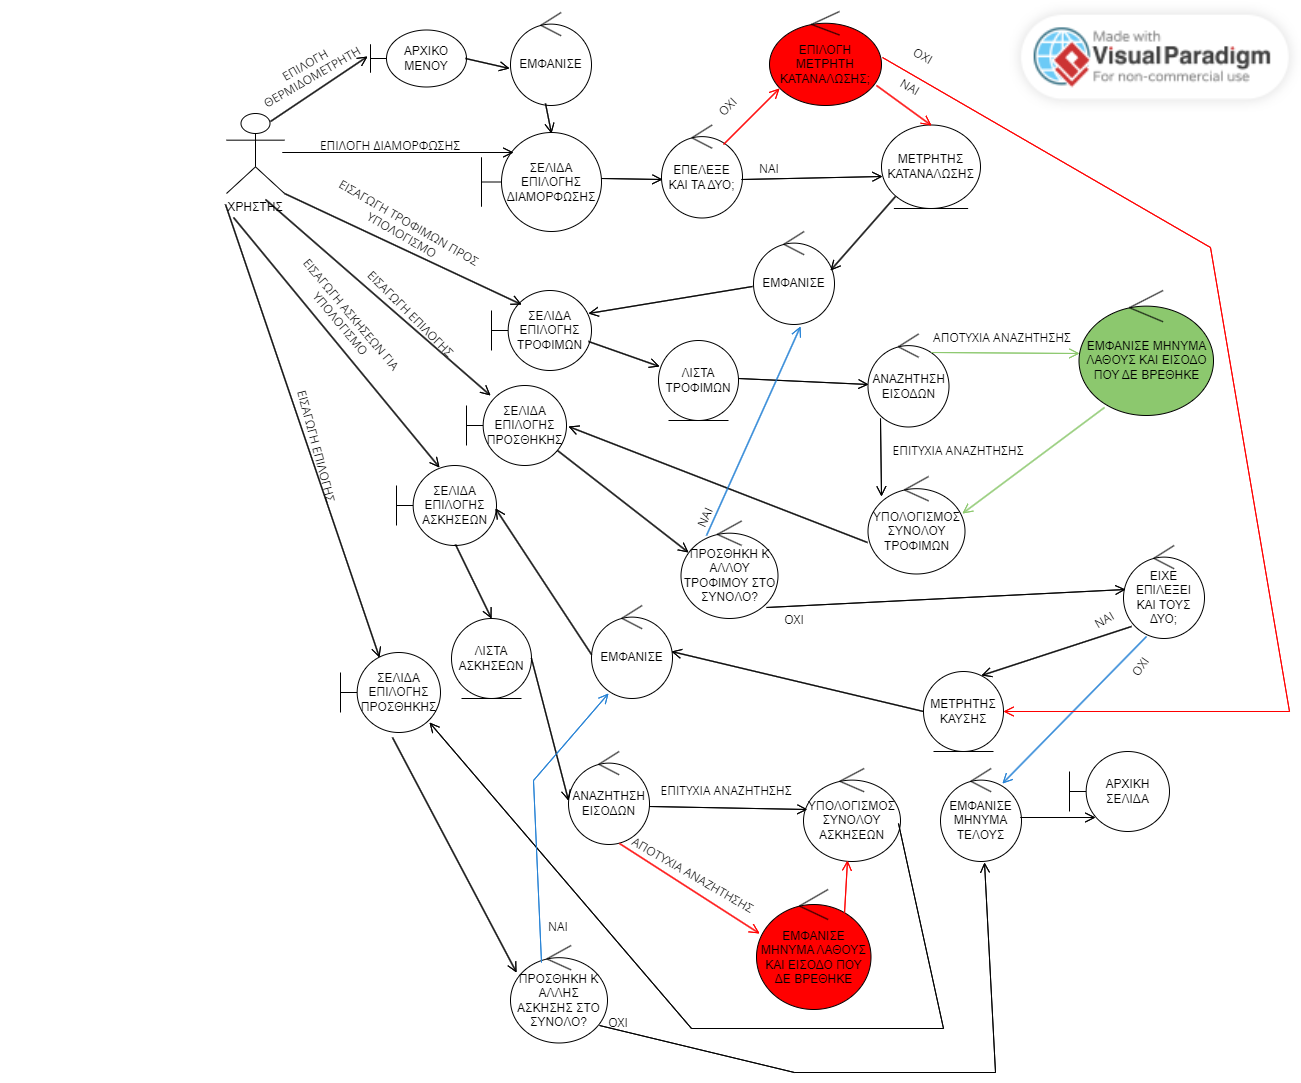 Made with
Visual Paradigm
For non-commercial use
ΕΠΙΛΟΓΗ
ΘΕΡΜΙΔΟΜΕΤΡΗΤΗ
ΑΡΧΙΚΟ
ΜΕΝΟΥ
ΕΜΦΑΝΙΣΕ
ΕΠΙΛΟΓΗ
ΜΕΤΡΗΤΗ
ΚΑΤΑΝΑΛΩΣΗΣ;
ΟΧΙ
ΝΑΙ
ΟΧΙ
ΕΠΙΛΟΓΗ ΔΙΑΜΟΡΦΩΣΗΣ
ΣΕΛΙΔΑ
ΕΠΙΛΟΓΗΣ
ΔΙΑΜΟΡΦΩΣΗΣ
ΕΠΕΛΕΞΕ
ΚΑΙ ΤΑ ΔΥΟ;
ΝΑΙ
ΜΕΤΡΗΤΗΣ
ΚΑΤΑΝΑΛΩΣΗΣ
ΧΡΗΣΤΗΣ
ΕΙΣΑΓΩΓΗ ΤΡΟΦΙΜΩΝ ΠΡΟΣ
ΥΠΟΛΟΓΙΣΜΟ
ΕΙΣΑΓΩΓΗ ΕΠΙΛΟΓΗΣ
ΕΙΣΑΓΩΓΗ ΑΣΚΗΣΕΩΝ ΓΙΑ
ΥΠΟΛΟΓΙΣΜΟ
ΕΙΣΑΓΩΓΗ ΕΠΙΛΟΓΗΣ
ΕΜΦΑΝΙΣΕ
ΣΕΛΙΔΑ
ΕΠΙΛΟΓΗΣ
ΤΡΟΦΙΜΩΝ
ΛΙΣΤΑ
ΤΡΟΦΙΜΩΝ
ΑΝΑΖΗΤΗΣΗ
ΕΙΣΟΔΩΝ
ΑΠΟΤΥΧΙΑ ΑΝΑΖΗΤΗΣΗΣ
ΕΜΦΑΝΙΣΕ ΜΗΝΥΜΑ
ΛΑΘΟΥΣ ΚΑΙ ΕΙΣΟΔΟ
ΠΟΥ ΔΕ ΒΡΕΘΗΚΕ
ΕΠΙΤΥΧΙΑ ΑΝΑΖΗΤΗΣΗΣ
ΣΕΛΙΔΑ
ΕΠΙΛΟΓΗΣ
ΠΡΟΣΘΗΚΗΣ
ΣΕΛΙΔΑ
ΕΠΙΛΟΓΗΣ
ΑΣΚΗΣΕΩΝ
ΥΠΟΛΟΓΙΣΜΟΣ
ΣΥΝΟΛΟΥ
ΤΡΟΦΙΜΩΝ
ΝΑΙ
ΠΡΟΣΘΗΚΗ Κ
ΑΛΛΟΥ
ΤΡΟΦΙΜΟΥ ΣΤΟ
ΣΥΝΟΛΟ?
ΟΧΙ
ΕΙΧΕ
ΕΠΙΛΕΞΕΙ
ΚΑΙ ΤΟΥΣ
ΔΥΟ;
ΝΑΙ
ΟΧΙ
ΛΙΣΤΑ
ΑΣΚΗΣΕΩΝ
ΕΜΦΑΝΙΣΕ
ΣΕΛΙΔΑ
ΕΠΙΛΟΓΗΣ
ΠΡΟΣΘΗΚΗΣ
ΜΕΤΡΗΤΗΣ
ΚΑΥΣΗΣ
ΑΝΑΖΗΤΗΣΗ
ΕΙΣΟΔΩΝ
ΕΠΙΤΥΧΙΑ ΑΝΑΖΗΤΗΣΗΣ
ΥΠΟΛΟΓΙΣΜΟΣ
ΣΥΝΟΛΟΥ
ΑΣΚΗΣΕΩΝ
ΕΜΦΑΝΙΣΕ
ΜΗΝΥΜΑ
ΤΕΛΟΥΣ
ΑΡΧΙΚΗ
ΣΕΛΙΔΑ
ΑΠΟΤΥΧΙΑ ΑΝΑΖΗΤΗΣΗΣ
ΕΜΦΑΝΙΣΕ
ΜΗΝΥΜΑ ΛΑΘΟΥΣ
ΚΑΙ ΕΙΣΟΔΟ ΠΟΥ
ΔΕ ΒΡΕΘΗΚΕ
ΝΑΙ
ΠΡΟΣΘΗΚΗ Κ
ΑΛΛΗΣ
ΑΣΚΗΣΗΣ ΣΤΟ
ΣΥΝΟΛΟ?
ΟΧΙ